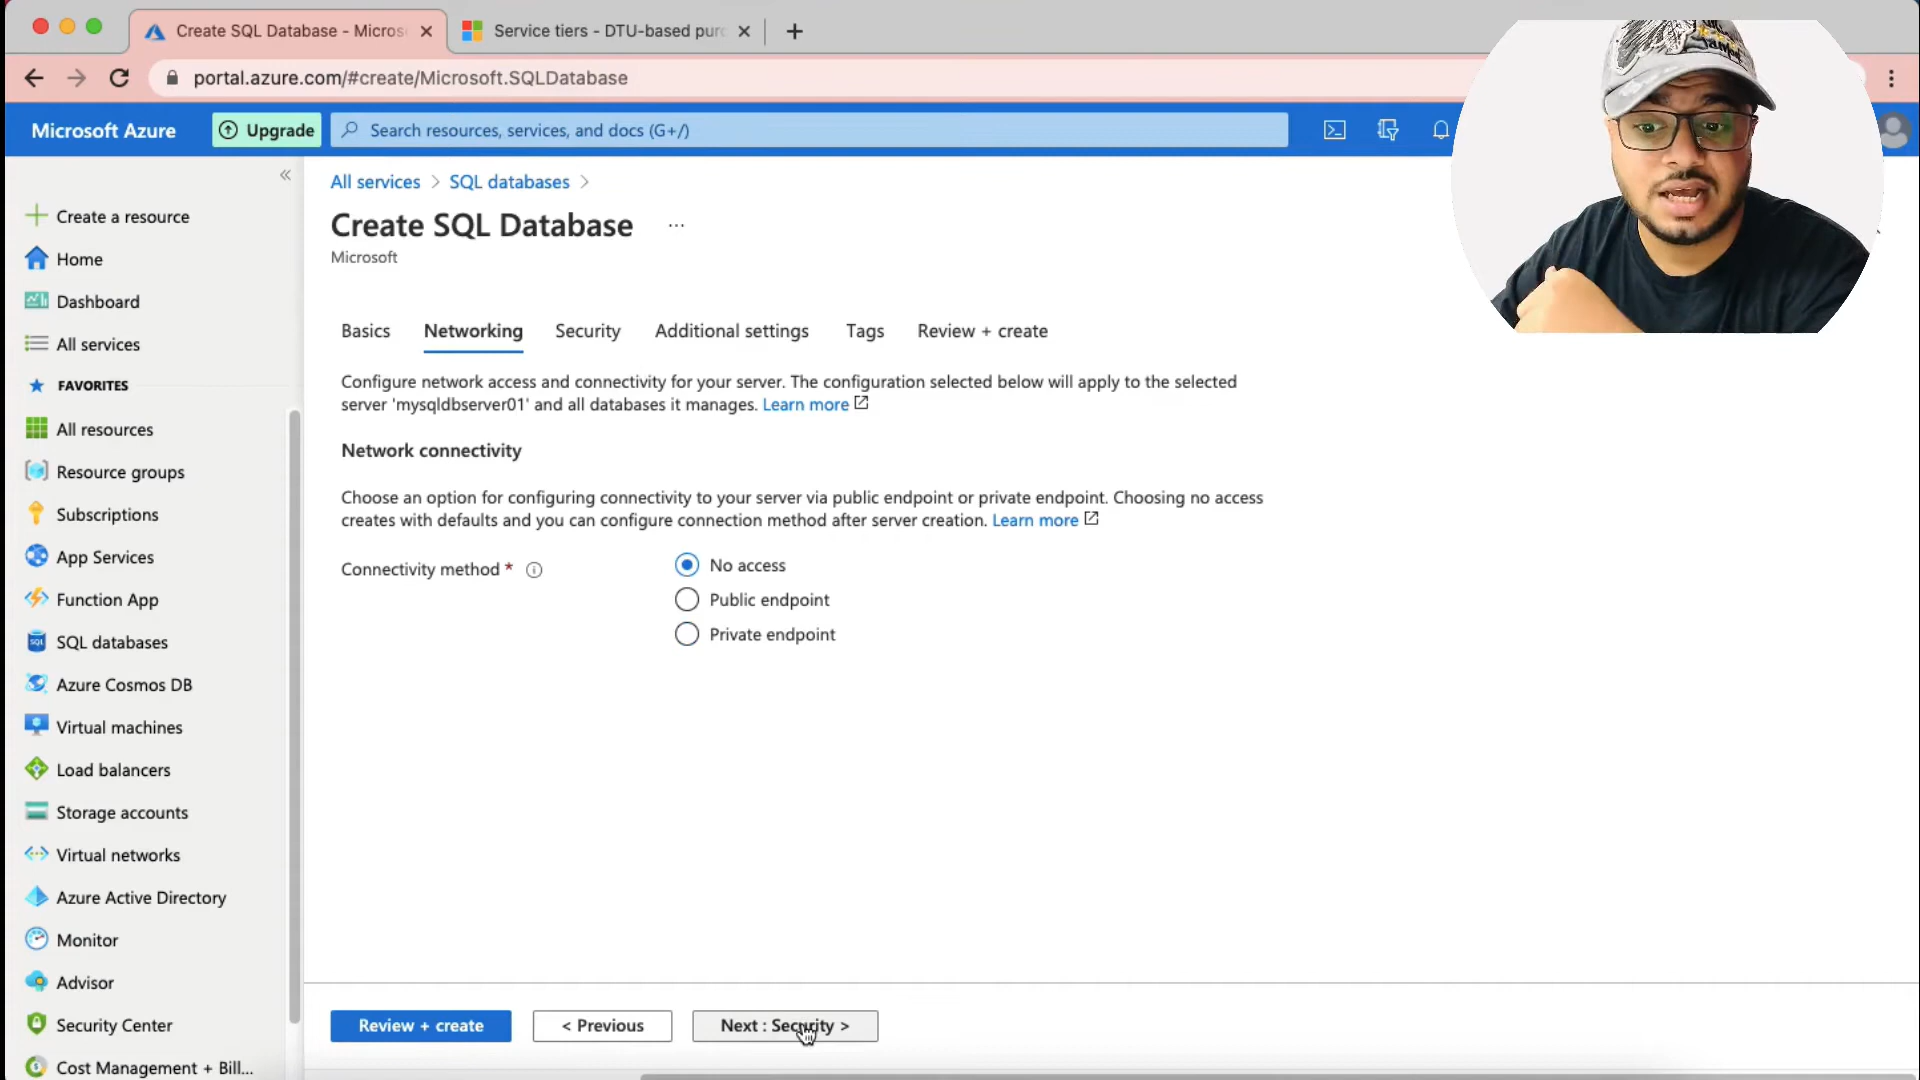 Create SQL Database - Micros
Service tiers - DTU-based pur
portal.azure.com/#create/Microsoft.SQLDatabase
Microsoft Azure
Upgrade
Search resources, services, and docs (G+/)
Create a resource
Home
Dashboard
All services
FAVORITES
All resources
Resource groups
Subscriptions
App Services
Function App
SQL databases
Azure Cosmos DB
Virtual machines
Load balancers
Storage accounts
Virtual networks
Azure Active Directory
Monitor
Advisor
Security Center
Cost Management + Bill...
All services > SQL databases >
Create SQL Database ...
Microsoft
Basics Networking Security Additional settings Tags Review + create
Configure network access and connectivity for your server. The configuration selected below will apply to the selected
server 'mysqldbserver01' and all databases it manages. Learn more
Network connectivity
Choose an option for configuring connectivity to your server via public endpoint or private endpoint. Choosing no access
creates with defaults and you can configure connection method after server creation. Learn more
Connectivity method *
No access
Public endpoint
Private endpoint
Review + create
< Previous
Next : Security >